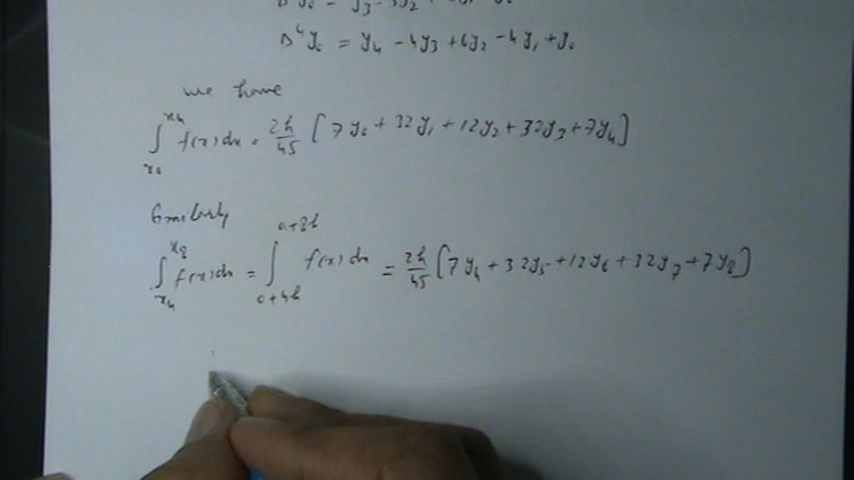 Δ⁴y₀ = y₄ - 4y₃ + 6y₂ - 4y₁ + y₀
we have
∫_{x₀}^{x₄} f(x)dx = 2h/45 [7y₀ + 32y₁ + 12y₂ + 32y₃ + 7y₄]
Similarly
∫_{x₄}^{x₈} f(x)dx = ∫_{a+4h}^{a+8h} f(x)dx = 2h/45 [7y₄ + 32y₅ + 12y₆ + 32y₇ + 7y₈]